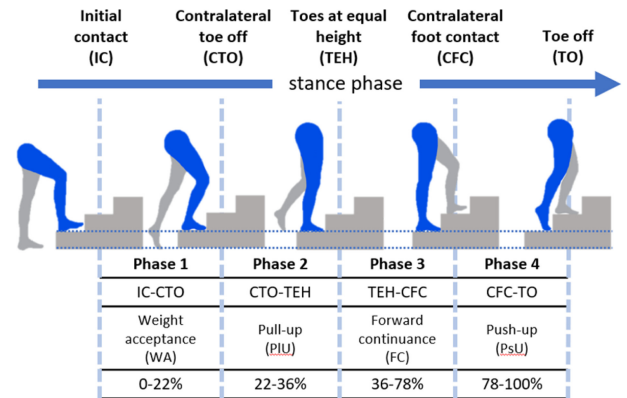 Initial
contact
(IC)
Contralateral
toe off
(CTO)
Toes at equal
height
(TEH)
Contralateral
foot contact
(CFC)
Toe off
(TO)
stance phase
Phase 1 Phase 2 Phase 3 Phase 4
IC-CTO CTO-TEH TEH-CFC CFC-TO
Weight
acceptance
(WA)
Pull-up
(PlU)
Forward
continuance
(FC)
Push-up
(PsU)
0-22% 22-36% 36-78% 78-100%